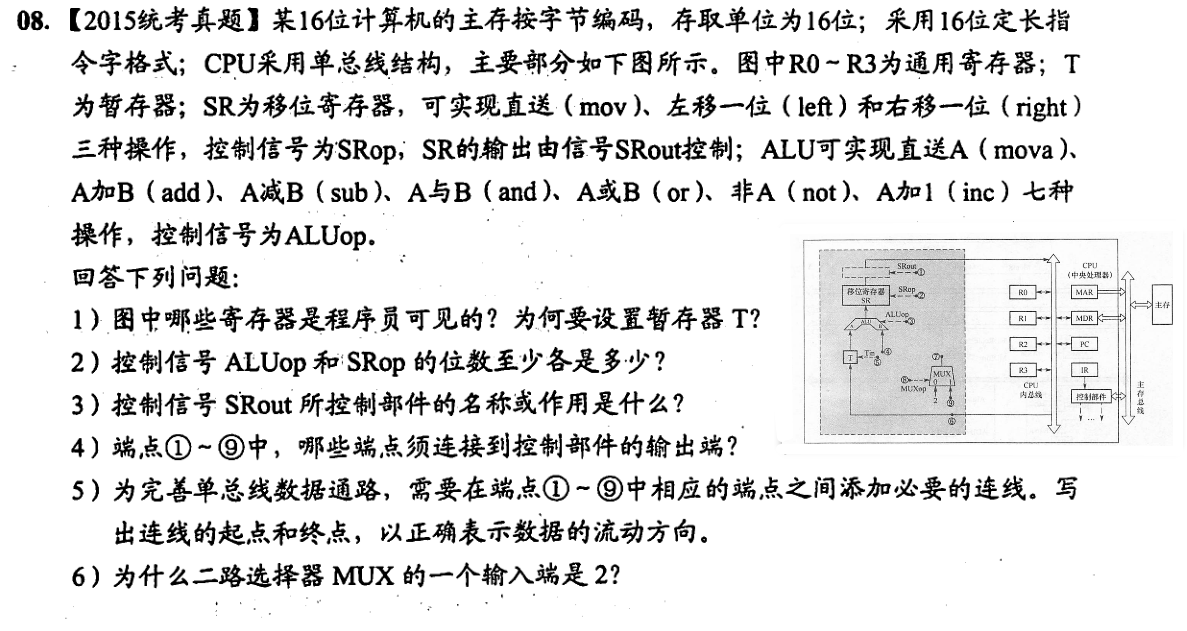 08.【2015统考真题】某16位计算机的主存按字节编码，存取单位为16位；采用16位定长指
令字格式；CPU采用单总线结构，主要部分如下图所示。图中R0~R3为通用寄存器；T
为暂存器；SR为移位寄存器，可实现直送（mov）、左移一位（left）和右移一位（right）
三种操作，控制信号为SRop，SR的输出由信号SRout控制；ALU可实现直送A（mova）、
A加B（add）、A减B（sub）、A与B（and）、A或B（or）、非A（not）、A加1（inc）七种
操作，控制信号为ALUop。
回答下列问题：
1）图中哪些寄存器是程序员可见的？为何要设置暂存器 T？
2）控制信号 ALUop 和 SRop 的位数至少各是多少？
3）控制信号 SRout 所控制部件的名称或作用是什么？
4）端点①~⑨中，哪些端点须连接到控制部件的输出端？
5）为完善单总线数据通路，需要在端点①~⑨中相应的端点之间添加必要的连线。写
出连线的起点和终点，以正确表示数据的流动方向。
6）为什么二路选择器 MUX 的一个输入端是 2？
SRout
①
移位寄存器
SR
SRop
②
ALUop
③
A
ALU
B
T
Tin
④
⑤
⑦
⑧
MUXop
MUX
0
1
2
⑨
⑥
CPU
（中央处理器）
R0
MAR
主存
R1
MDR
R2
PC
R3
IR
CPU
内总线
控制部件
…
主存总线